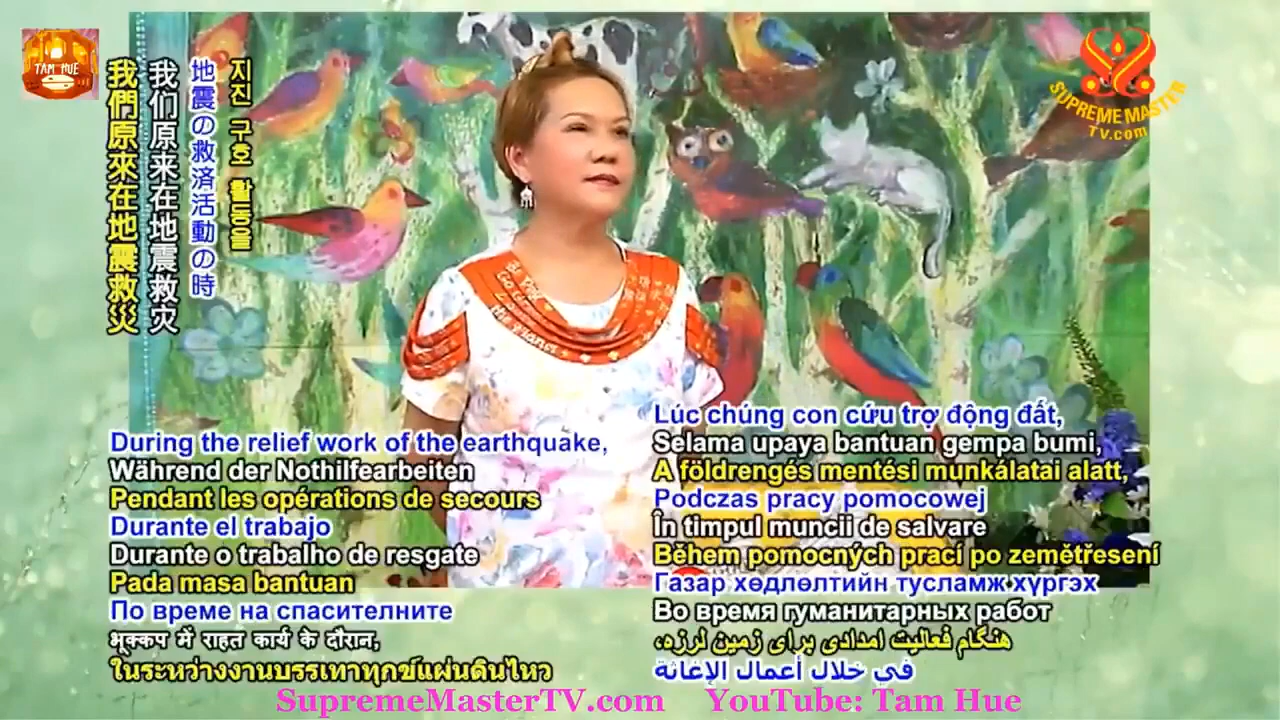 TAM HUE
SUPREME MASTER
TV.com
我們原來在地震救災
我们原来在地震救灾
地震の救済活動の時
지진 구호 활동을
During the relief work of the earthquake,
Während der Nothilfearbeiten
Pendant les opérations de secours
Durante el trabajo
Durante o trabalho de resgate
Pada masa bantuan
По време на спасителните
भूकम्प में राहत कार्य के दौरान,
ในระหว่างงานบรรเทาทุกข์แผ่นดินไหว
Lúc chúng con cứu trợ động đất,
Selama upaya bantuan gempa bumi,
A földrengés mentési munkálatai alatt,
Podczas pracy pomocowej
În timpul muncii de salvare
Během pomocných prací po zemětřesení
Газар хөдлөлтийн тусламж хүргэх
Во время гуманитарных работ
هنگام فعالیت امدادی برای زمین لرزه،
في خلال أعمال الإغاثة
SupremeMasterTV.com YouTube: Tam Hue